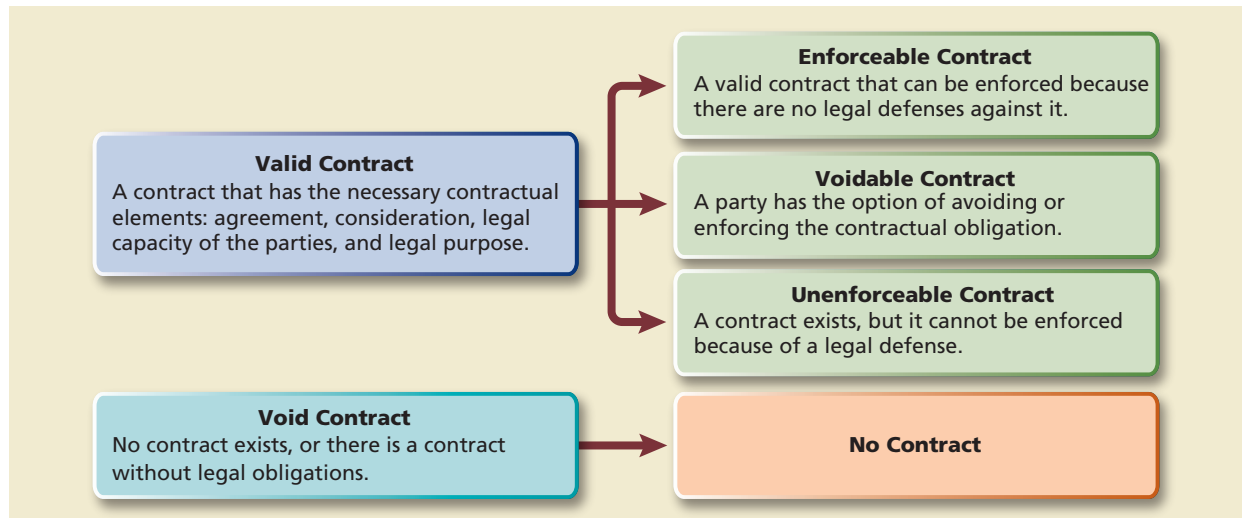 Enforceable Contract
A valid contract that can be enforced because
there are no legal defenses against it.
Valid Contract
A contract that has the necessary contractual
elements: agreement, consideration, legal
capacity of the parties, and legal purpose.
Voidable Contract
A party has the option of avoiding or
enforcing the contractual obligation.
Unenforceable Contract
A contract exists, but it cannot be enforced
because of a legal defense.
Void Contract
No contract exists, or there is a contract
without legal obligations.
No Contract